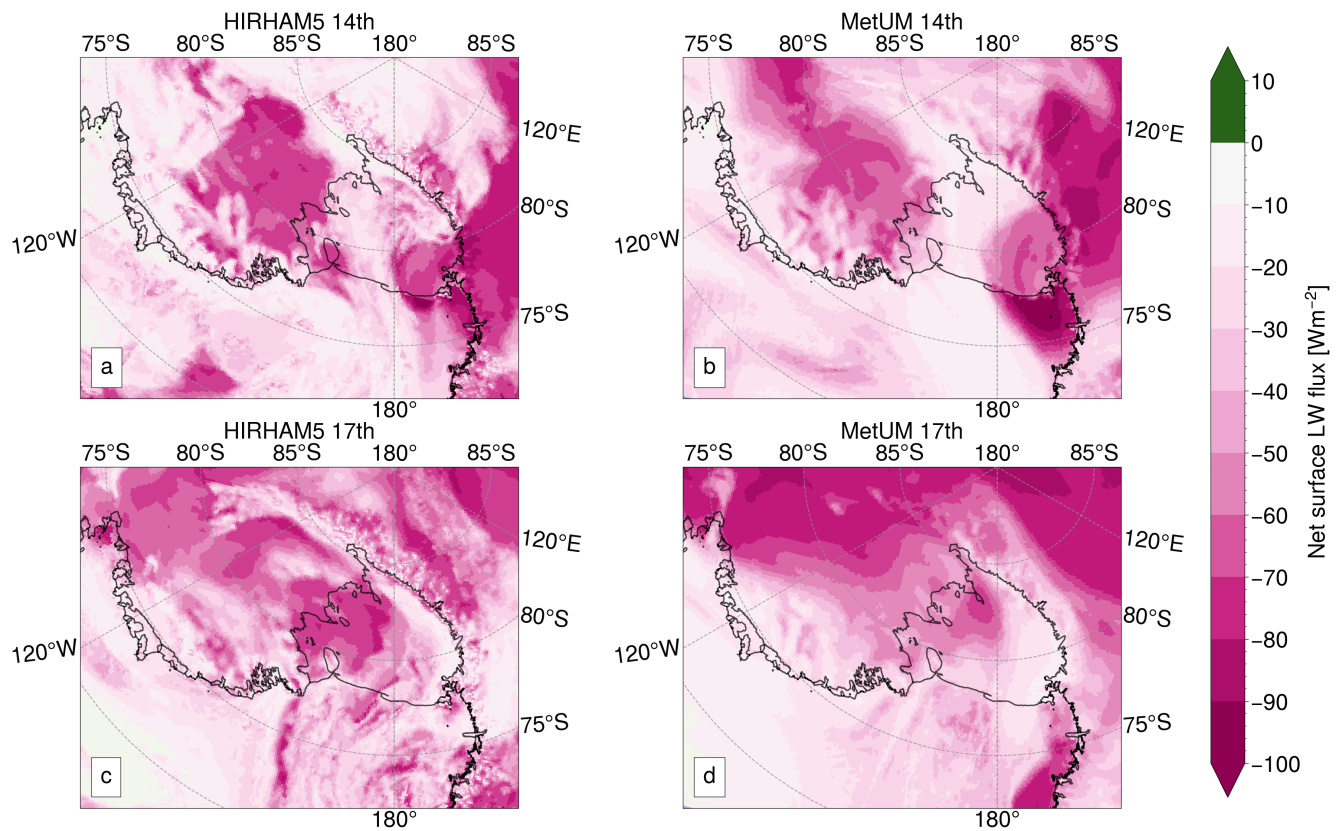 HIRHAM5 14th
75°S 80°S 85°S 180° 85°S
120°E
80°S
120°W
75°S
a
180°
MetUM 14th
75°S 80°S 85°S 180° 85°S
120°E
80°S
120°W
75°S
b
180°
HIRHAM5 17th
75°S 80°S 85°S 180° 85°S
120°E
80°S
120°W
75°S
c
180°
MetUM 17th
75°S 80°S 85°S 180° 85°S
120°E
80°S
120°W
75°S
d
180°
10
0
−10
−20
−30
−40
−50
−60
−70
−80
−90
−100
Net surface LW flux [Wm⁻²]